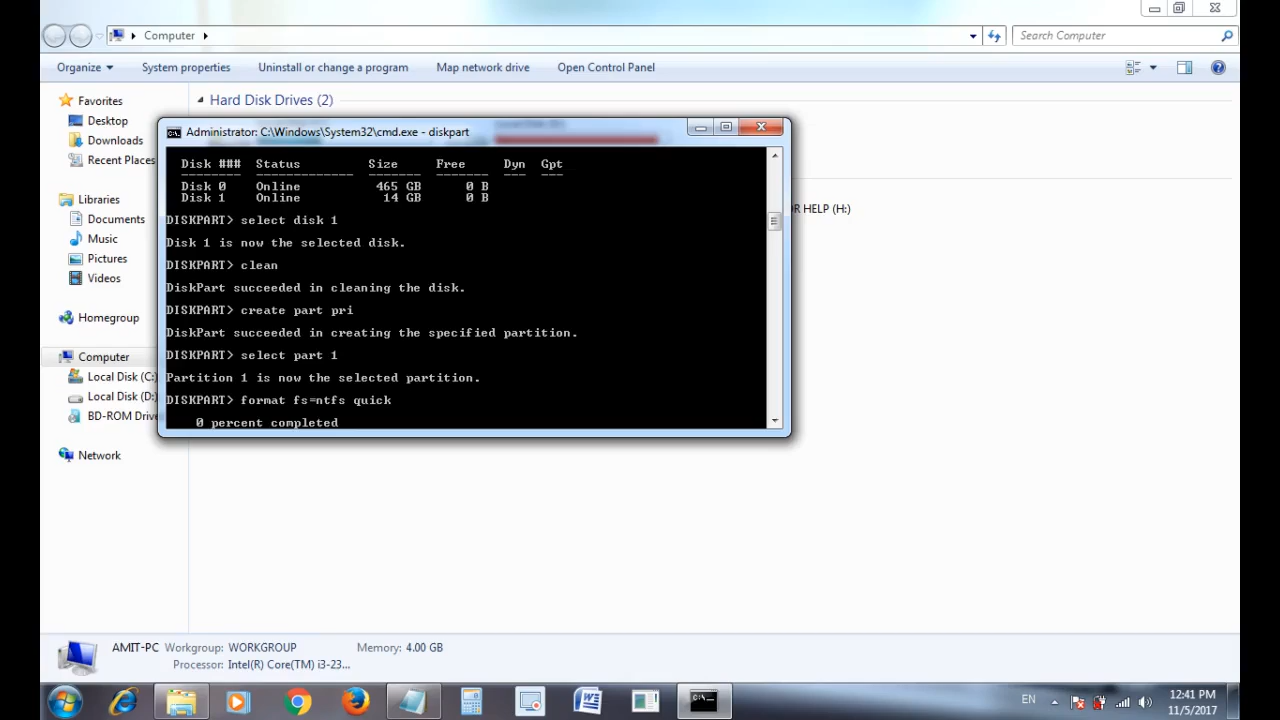 Computer
Search Computer
Organize
System properties
Uninstall or change a program
Map network drive
Open Control Panel
Favorites
Desktop
Downloads
Recent Places
Libraries
Documents
Music
Pictures
Videos
Homegroup
Computer
Local Disk (C:)
Local Disk (D:)
BD-ROM Drive
Network
Hard Disk Drives (2)
OR HELP (H:)
Administrator: C:\Windows\System32\cmd.exe - diskpart
Disk ### Status Size Free Dyn Gpt
-------- ------------- ------- ------- --- ---
Disk 0 Online 465 GB 0 B
Disk 1 Online 14 GB 0 B
DISKPART> select disk 1
Disk 1 is now the selected disk.
DISKPART> clean
DiskPart succeeded in cleaning the disk.
DISKPART> create part pri
DiskPart succeeded in creating the specified partition.
DISKPART> select part 1
Partition 1 is now the selected partition.
DISKPART> format fs=ntfs quick
0 percent completed
AMIT-PC Workgroup: WORKGROUP Memory: 4.00 GB
Processor: Intel(R) Core(TM) i3-23...
EN
12:41 PM
11/5/2017